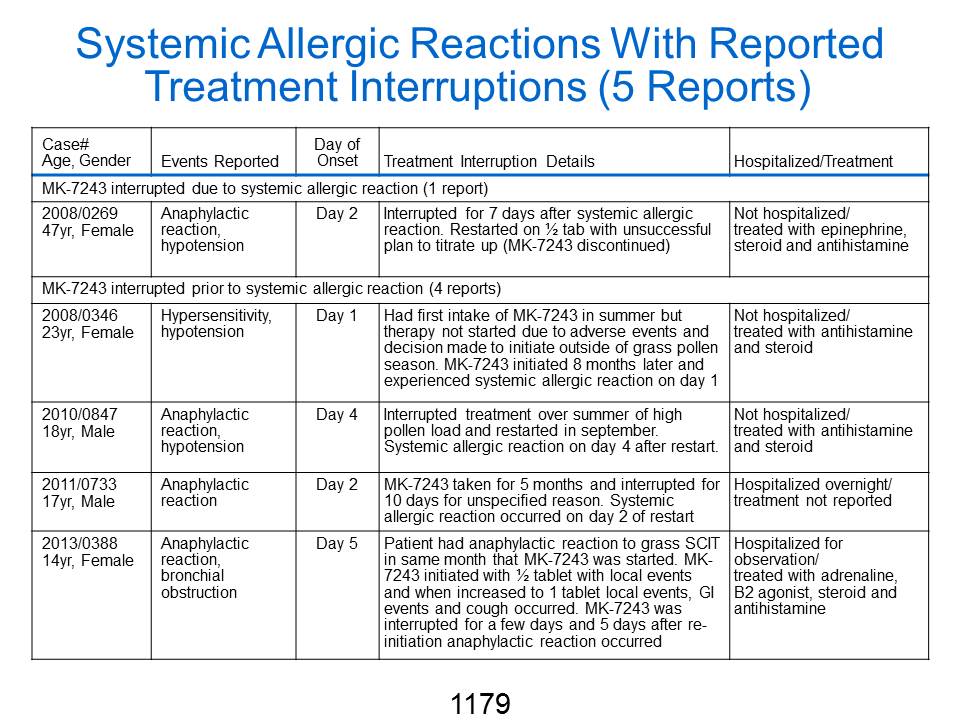 Systemic Allergic Reactions With Reported
Treatment Interruptions (5 Reports)
Case#
Age, Gender
Events Reported
Day of
Onset
Treatment Interruption Details
Hospitalized/Treatment
MK-7243 interrupted due to systemic allergic reaction (1 report)
2008/0269
47yr, Female
Anaphylactic
reaction,
hypotension
Day 2
Interrupted for 7 days after systemic allergic
reaction. Restarted on ½ tab with unsuccessful
plan to titrate up (MK-7243 discontinued)
Not hospitalized/
treated with epinephrine,
steroid and antihistamine
MK-7243 interrupted prior to systemic allergic reaction (4 reports)
2008/0346
23yr, Female
Hypersensitivity,
hypotension
Day 1
Had first intake of MK-7243 in summer but
therapy not started due to adverse events and
decision made to initiate outside of grass pollen
season. MK-7243 initiated 8 months later and
experienced systemic allergic reaction on day 1
Not hospitalized/
treated with antihistamine
and steroid
2010/0847
18yr, Male
Anaphylactic
reaction,
hypotension
Day 4
Interrupted treatment over summer of high
pollen load and restarted in september.
Systemic allergic reaction on day 4 after restart.
Not hospitalized/
treated with antihistamine
and steroid
2011/0733
17yr, Male
Anaphylactic
reaction
Day 2
MK-7243 taken for 5 months and interrupted for
10 days for unspecified reason. Systemic
allergic reaction occurred on day 2 of restart
Hospitalized overnight/
treatment not reported
2013/0388
14yr, Female
Anaphylactic
reaction,
bronchial
obstruction
Day 5
Patient had anaphylactic reaction to grass SCIT
in same month that MK-7243 was started. MK-
7243 initiated with ½ tablet with local events
and when increased to 1 tablet local events, GI
events and cough occurred. MK-7243 was
interrupted for a few days and 5 days after re-
initiation anaphylactic reaction occurred
Hospitalized for
observation/
treated with adrenaline,
B2 agonist, steroid and
antihistamine
1179